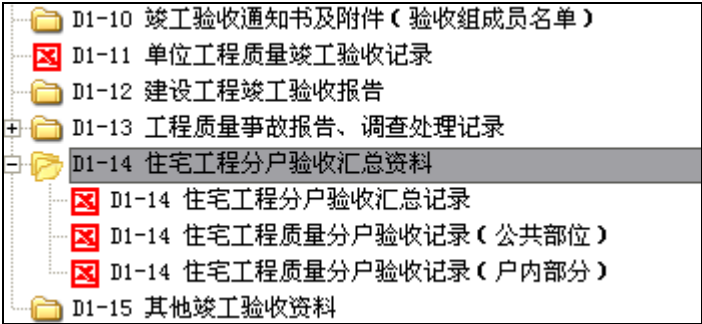 D1-10 竣工验收通知书及附件(验收组成员名单)
D1-11 单位工程质量竣工验收记录
D1-12 建设工程竣工验收报告
D1-13 工程质量事故报告、调查处理记录
D1-14 住宅工程分户验收汇总资料
D1-14 住宅工程分户验收汇总记录
D1-14 住宅工程质量分户验收记录(公共部位)
D1-14 住宅工程质量分户验收记录(户内部分)
D1-15 其他竣工验收资料